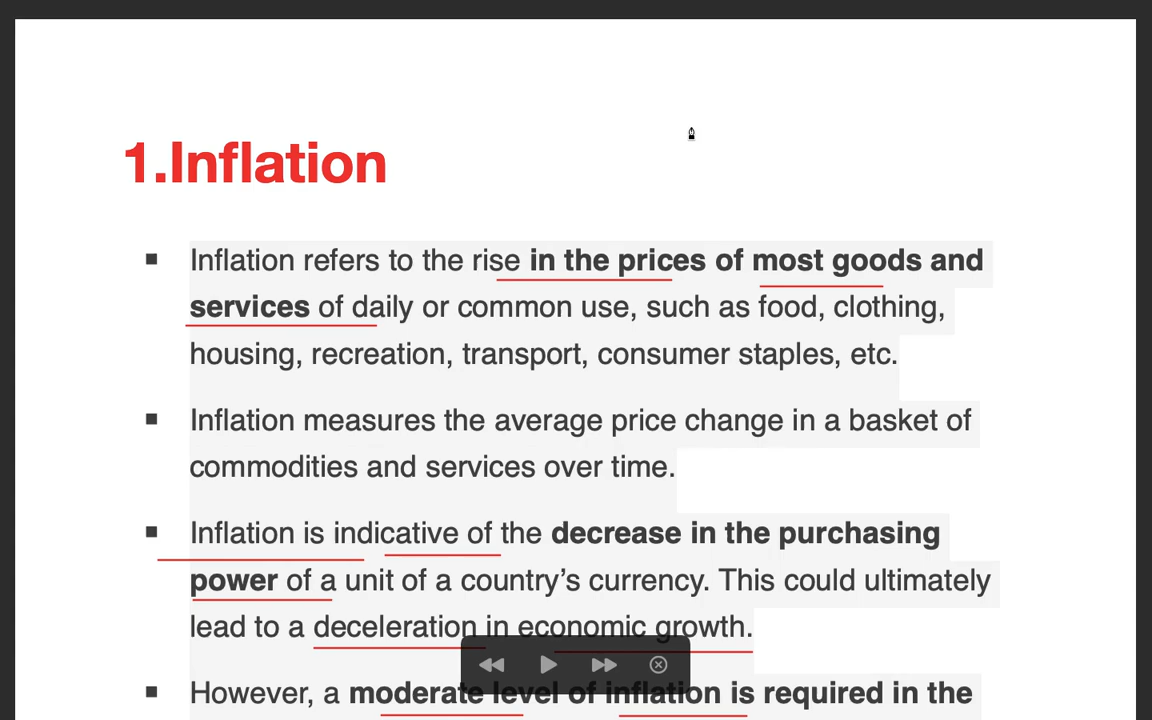 1.Inflation
Inflation refers to the rise in the prices of most goods and
services of daily or common use, such as food, clothing,
housing, recreation, transport, consumer staples, etc.
Inflation measures the average price change in a basket of
commodities and services over time.
Inflation is indicative of the decrease in the purchasing
power of a unit of a country’s currency. This could ultimately
lead to a deceleration in economic growth.
However, a moderate level of inflation is required in the